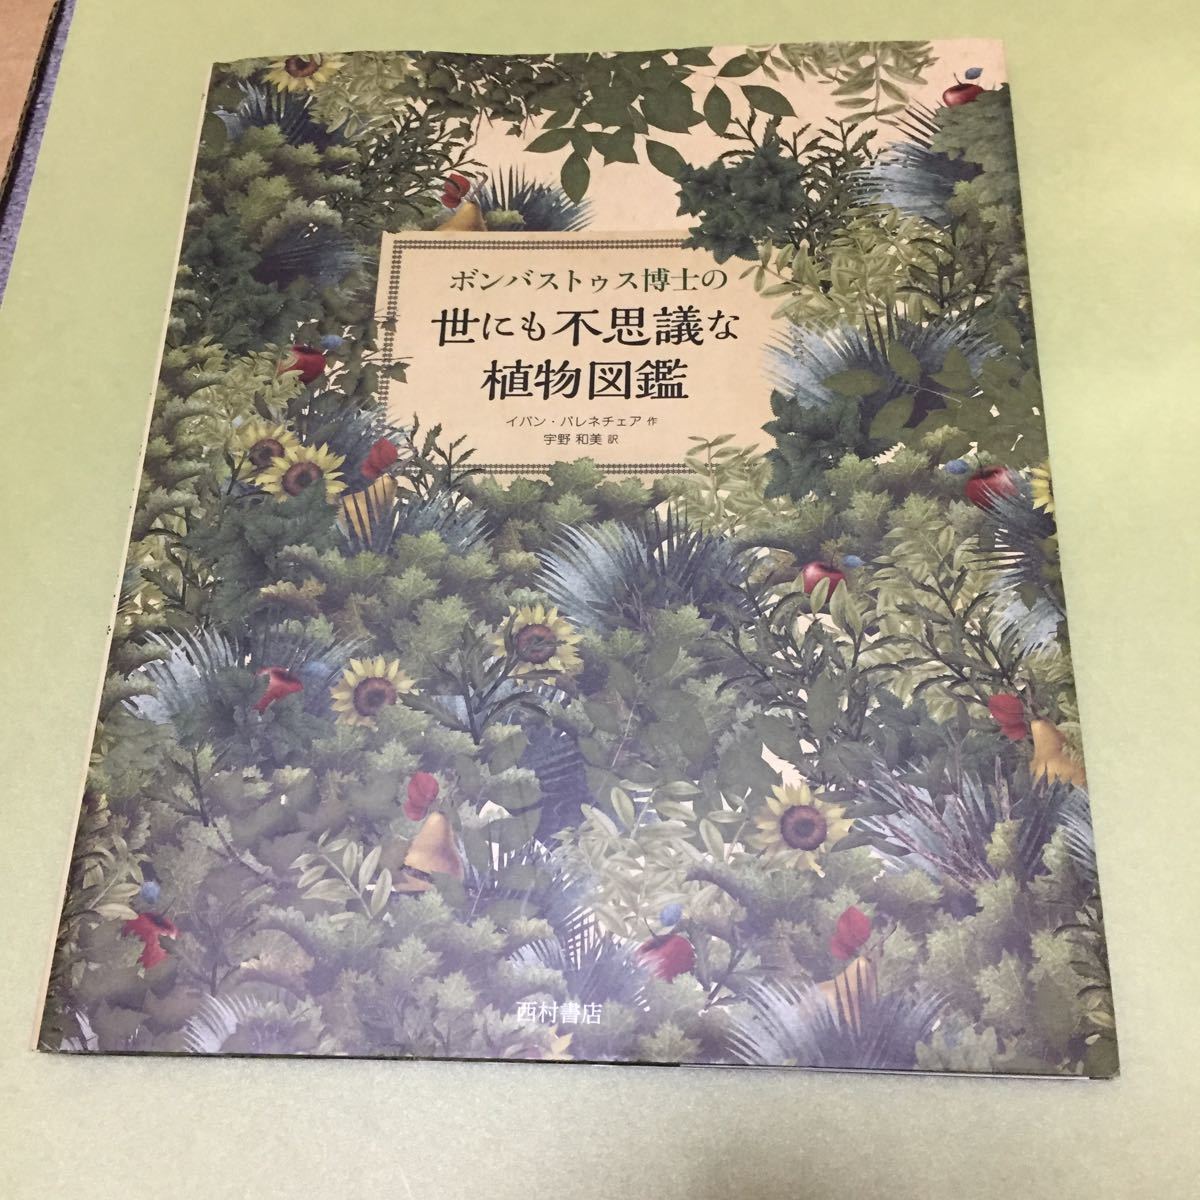 ボンバストゥス博士の
世にも不思議な
植物図鑑
イバン・バレネチェア 作
宇野 和美 訳
西村書店